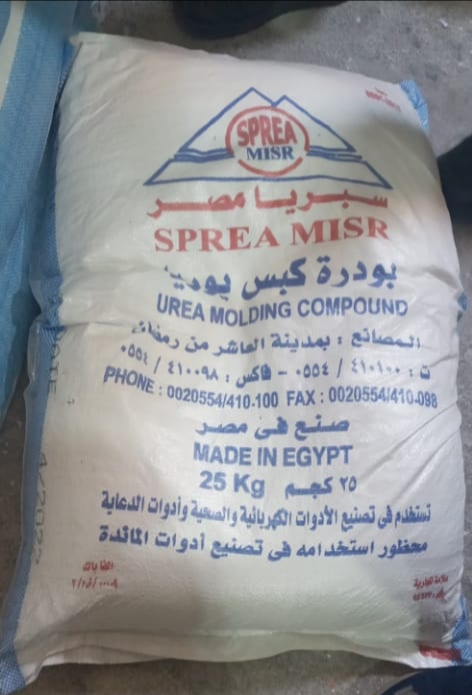 SPREA
MISR
سبريا مصر
SPREA MISR
بودرة كبس يوريا
UREA MOLDING COMPOUND
المصانع : بمدينة العاشر من رمضان
ت : ٤١٠١٠٠ / ٠٥٥٤ - فاكس : ٤١٠٠٩٨ / ٠٥٥٤
PHONE : 0020554/410-100 FAX : 0020554/410-098
صنع فى مصر
MADE IN EGYPT
25 Kg ٢٥ كجم
تستخدم فى تصنيع الأدوات الكهربائية والصحية وأدوات الدعاية
محظور استخدامه فى تصنيع أدوات المائدة
علامة تجارية